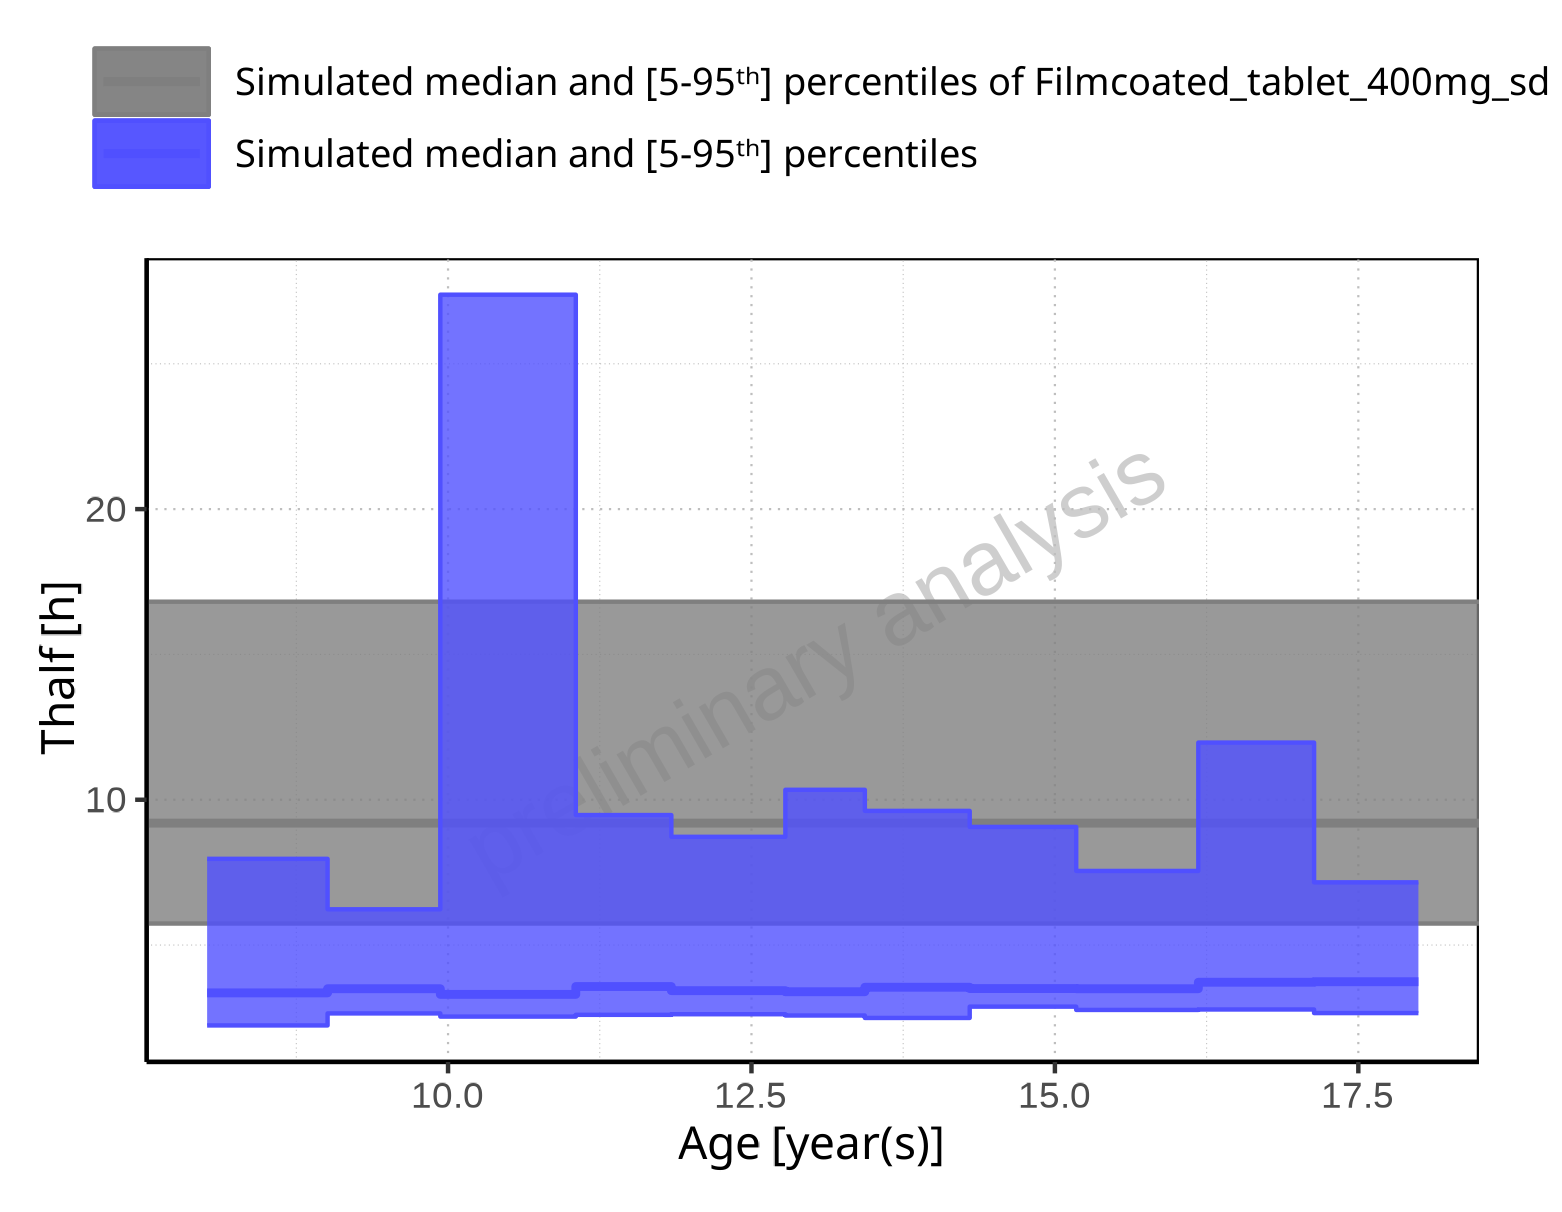 Simulated median and [5-95ᵗʰ] percentiles of Filmcoated_tablet_400mg_sd
Simulated median and [5-95ᵗʰ] percentiles
20
10
Thalf [h]
preliminary analysis
10.0
12.5
15.0
17.5
Age [year(s)]